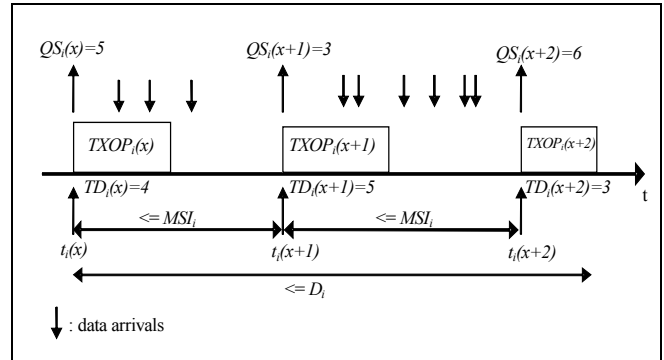 QSi(x)=5 QSi(x+1)=3 QSi(x+2)=6
TXOPi(x) TXOPi(x+1) TXOPi(x+2)
t
TDi(x)=4 TDi(x+1)=5 TDi(x+2)=3
<= MSIi <= MSIi
ti(x) ti(x+1) ti(x+2)
<= Di
: data arrivals